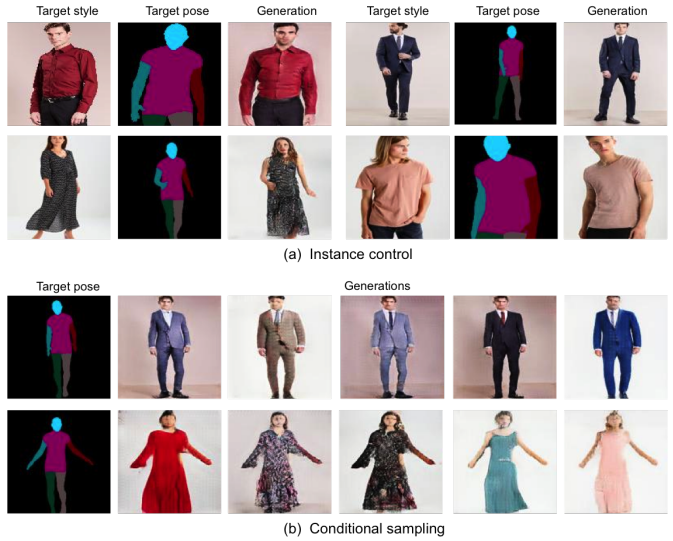 Target style Target pose Generation Target style Target pose Generation
(a) Instance control
Target pose Generations
(b) Conditional sampling